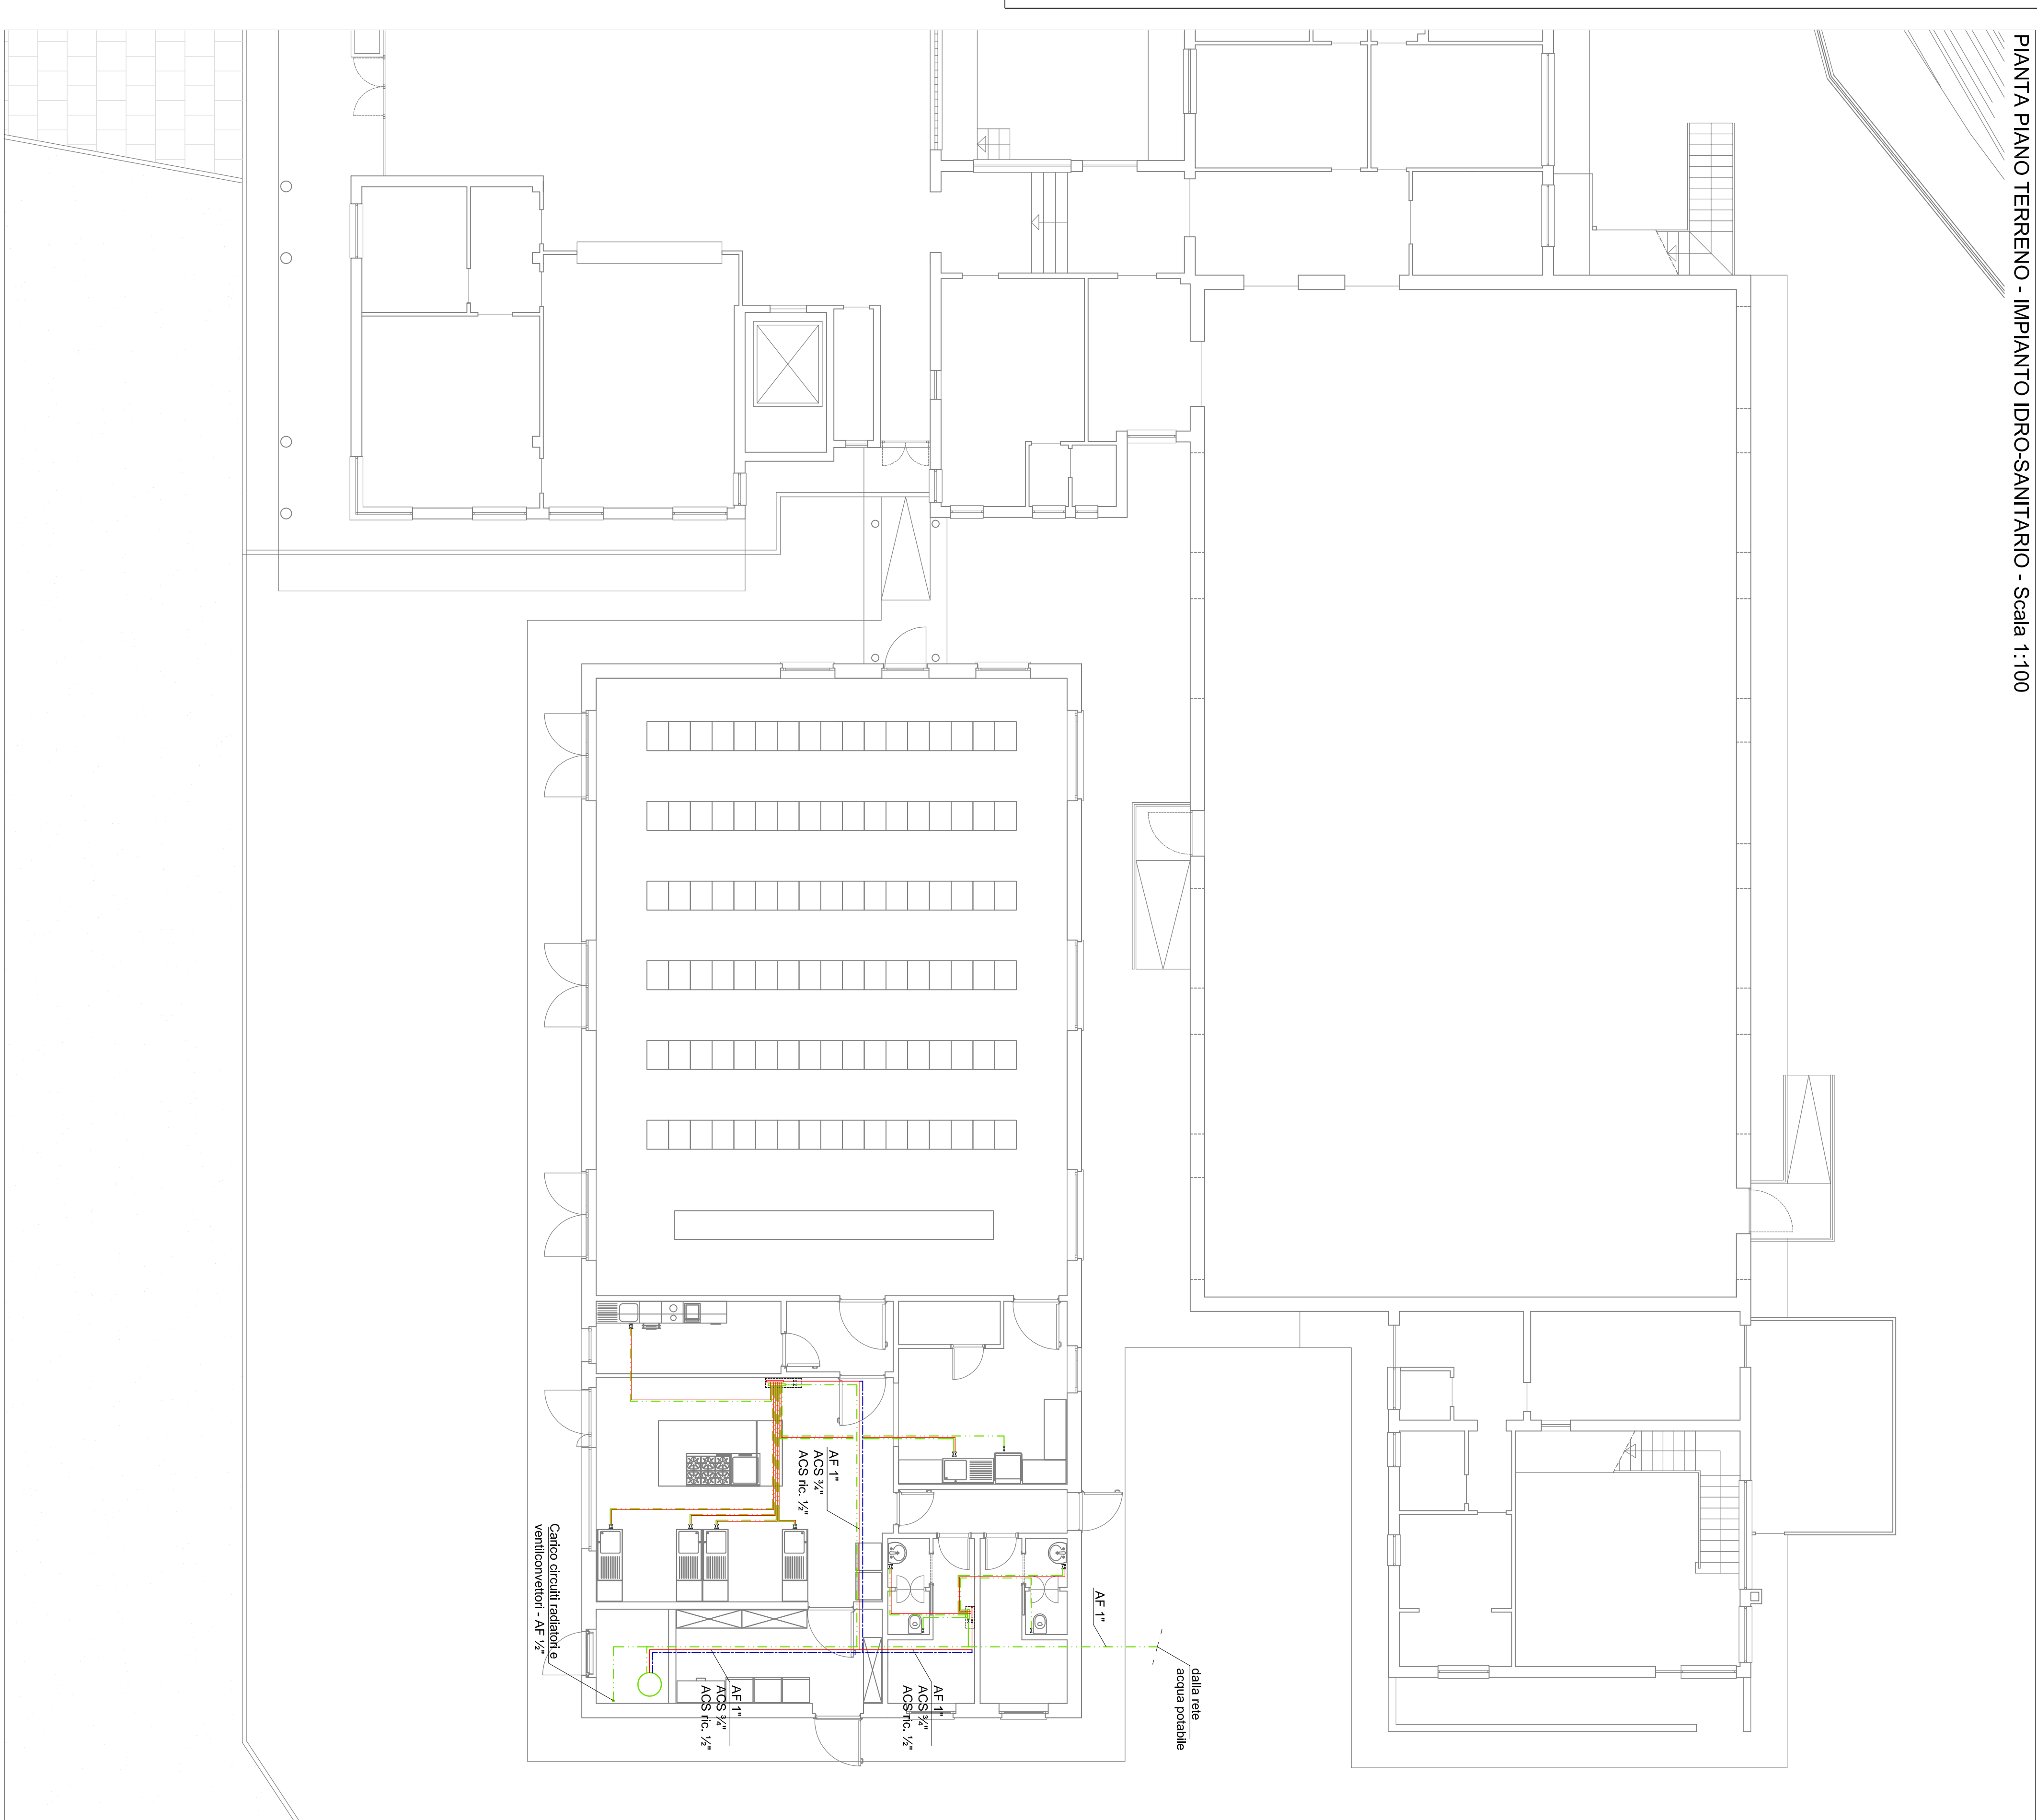 PIANTA PIANO TERRENO - IMPIANTO IDRO-SANITARIO - Scala 1:100
AF 1"
ACS ¾"
ACS ric. ½"
AF 1"
dalla rete
acqua potabile
Carico circuiti radiatori e
ventilconvettori - AF ½"
AF 1"
ACS ¾"
ACS ric. ½"
AF 1"
ACS ¾"
ACS ric. ½"